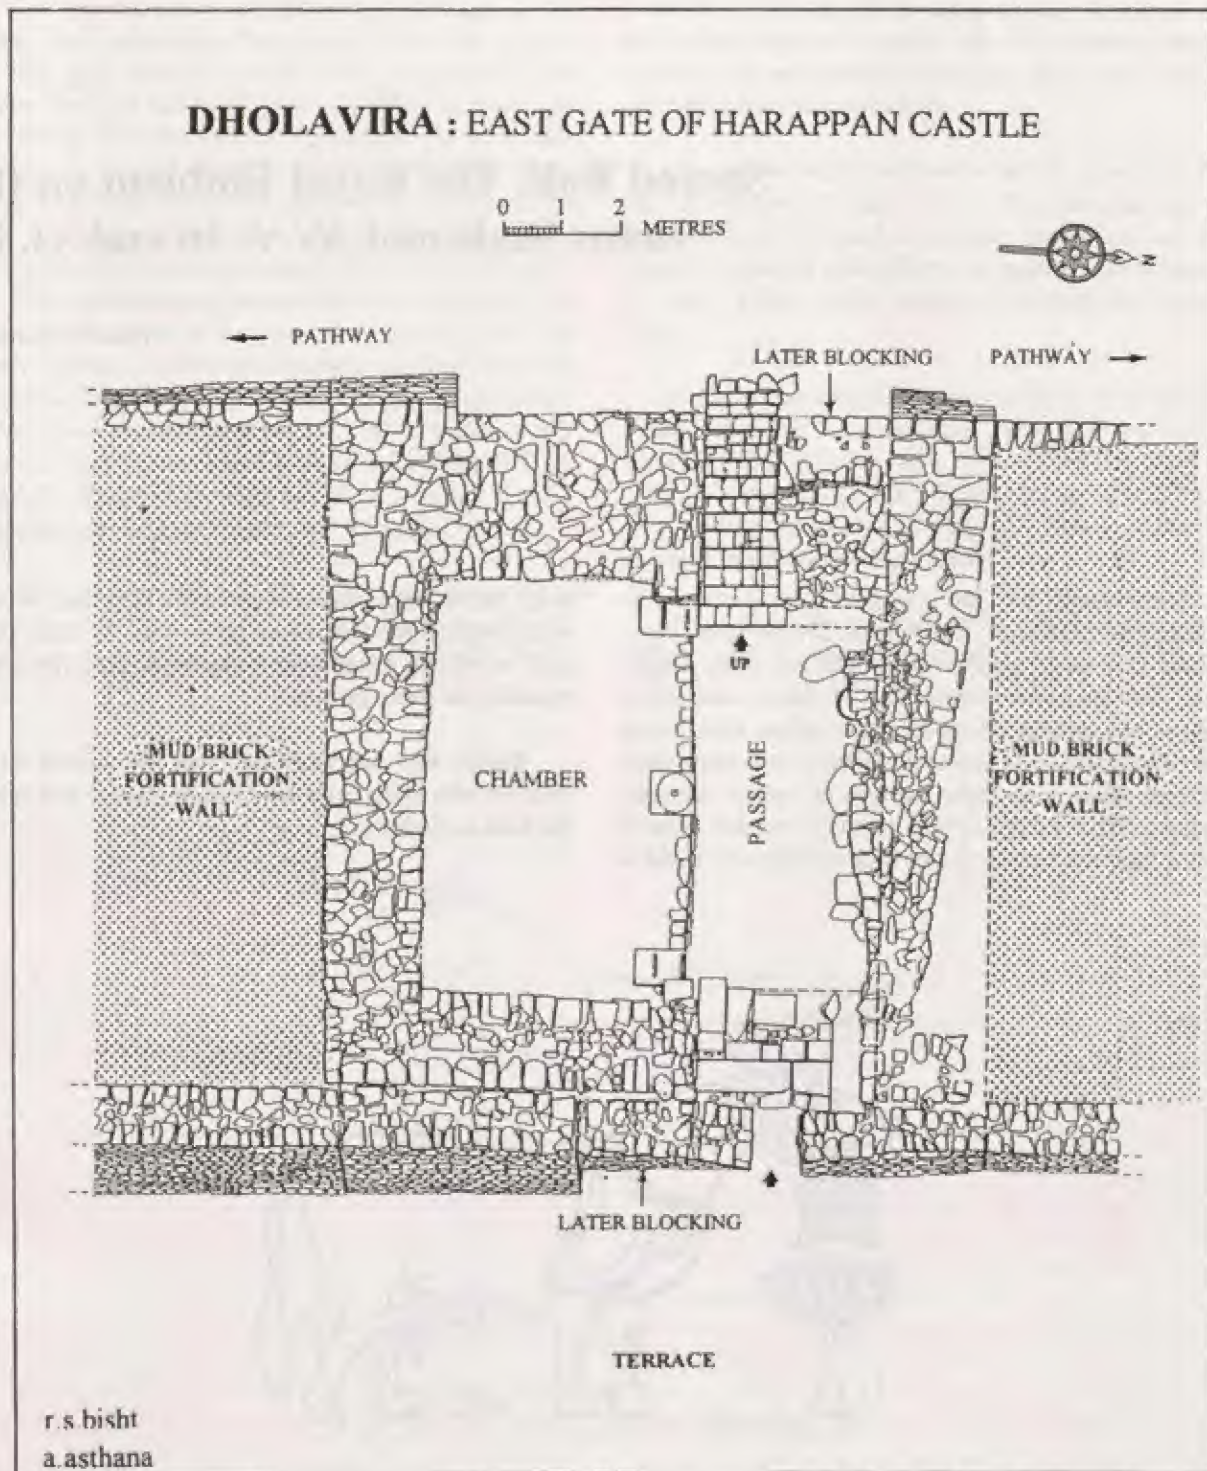 DHOLAVIRA : EAST GATE OF HARAPPAN CASTLE
0 1 2
METRES
N
PATHWAY
LATER BLOCKING
PATHWAY
UP
MUD BRICK
FORTIFICATION
WALL
CHAMBER
PASSAGE
MUD BRICK
FORTIFICATION
WALL
LATER BLOCKING
TERRACE
r.s.bisht
a.asthana